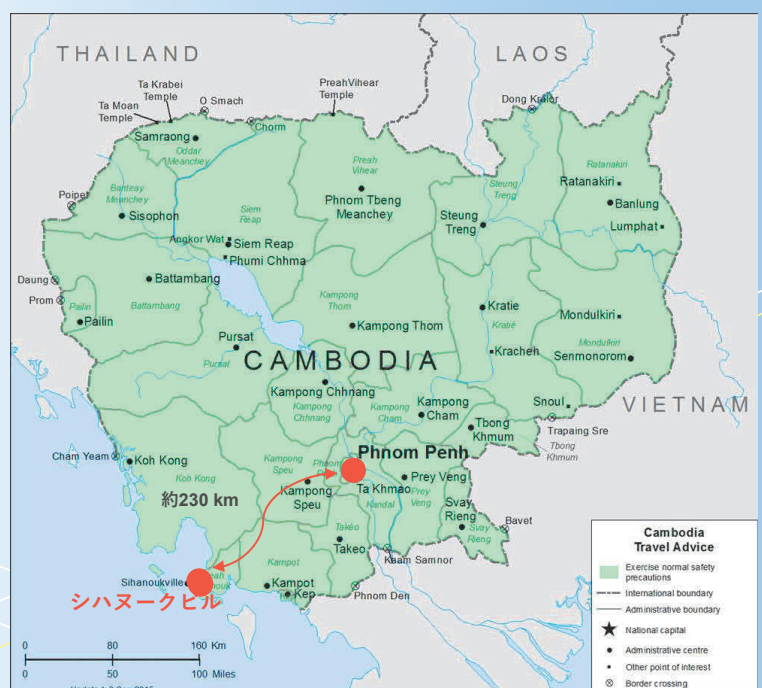 THAILAND
LAOS
Ta Krabei
Temple
Ta Moan
Temple
O Smach
PreahVihear
Temple
Dong Kralor
Chorm
Samraong
Oddar
Meanchey
Preah
Vihear
Ratanakiri
Ratanakiri
Steung
Treng
Banteay
Meanchey
Poipet
Phnom Tbeng
Meanchey
Banlung
Siem
Reap
Sisophon
Steung
Treng
Lumphat
Angkor Wat
Siem Reap
Phumi Chhma
Daung
Battambang
Prom
Pailin
Battambang
Kampong
Thom
Kratie
Mondulkiri
Pailin
Kampong Thom
Kratié
Pursat
Mondulkiri
Kracheh
Senmonorom
Pursat
CAMBODIA
Kampong Chhnang
Kampong
Chhnang
Kampong
Cham
Kampong
Cham
Snoul
VIETNAM
Tbong
Khmum
Trapaing Sre
Tbong
Khmum
Cham Yeam
Koh Kong
Koh Kong
Kampong
Speu
Phnom Penh
Prey Veng
Ta Khmao
Prey
Veng
約230 km
Kampong
Speu
Kandal
Svay
Rieng
Bavet
Svay
Rieng
Takéo
Takeo
Kaam Samnor
Kampot
Sihanoukville
シハヌークビル
Kampot
Kep
Phnom Den
Cambodia
Travel Advice
Exercise normal safety
precautions
International boundary
Administrative boundary
National capital
Administrative centre
Other point of interest
Border crossing
0 80 160 Km
0 50 100 Miles